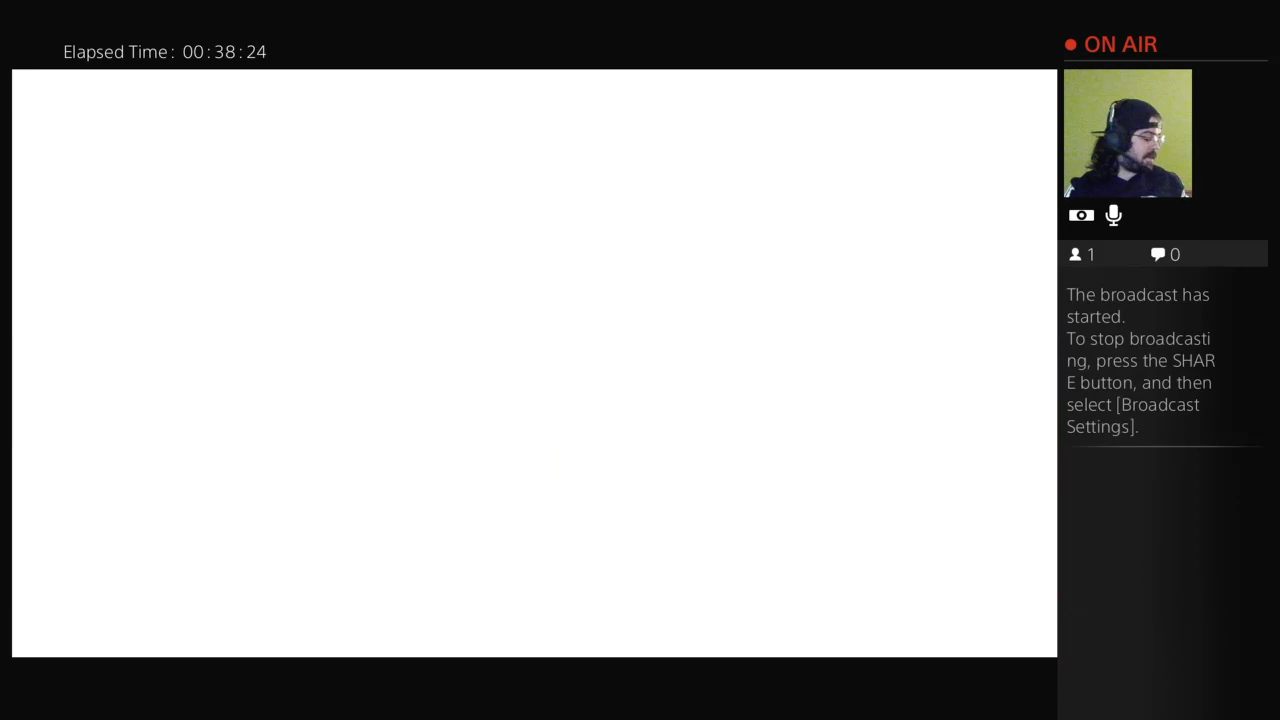 Elapsed Time: 00:38:24
ON AIR
1
0
The broadcast has
started.
To stop broadcasti
ng, press the SHAR
E button, and then
select [Broadcast
Settings].